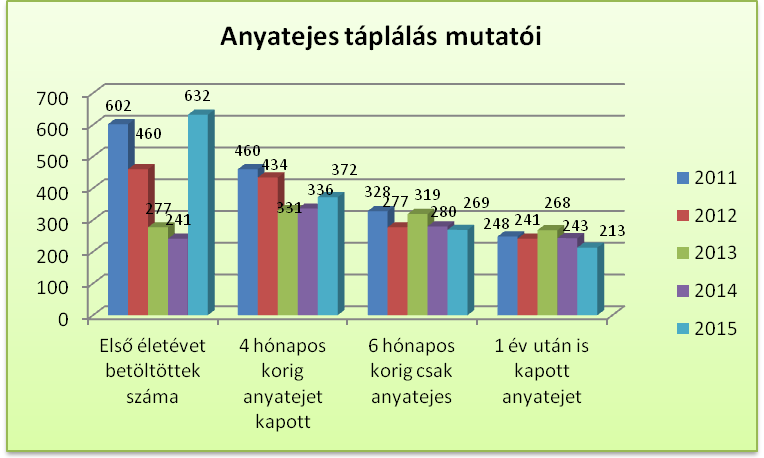 Anyatejes táplálás mutatói
700
600
500
400
300
200
100
0
602
460
277
241
632
460
434
331
336
372
328
277
319
280
269
248
241
268
243
213
Első életévet
betöltöttek
száma
4 hónapos
korig
anyatejet
kapott
6 hónapos
korig csak
anyatejes
1 év után is
kapott
anyatejet
2011
2012
2013
2014
2015